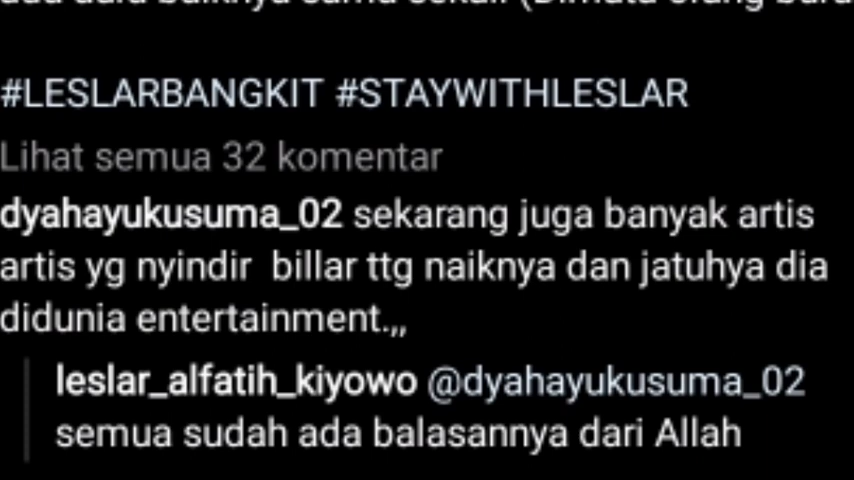 #LESLARBANGKIT #STAYWITHLESLAR
Lihat semua 32 komentar
dyahayukusuma_02 sekarang juga banyak artis
artis yg nyindir billar ttg naiknya dan jatuhya dia
didunia entertainment.,,
leslar_alfatih_kiyowo @dyahayukusuma_02
semua sudah ada balasannya dari Allah